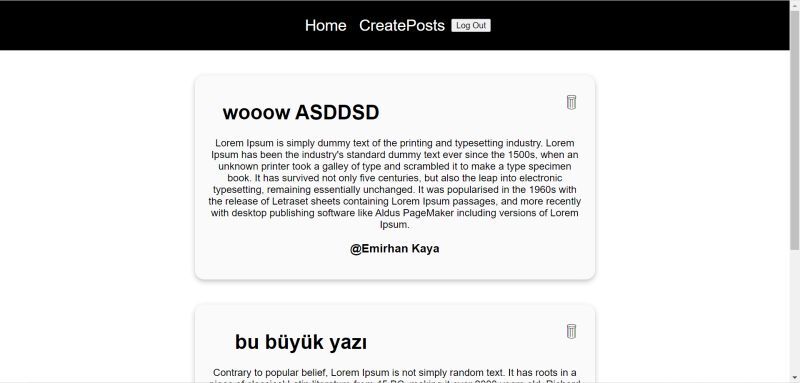 Home CreatePosts Log Out
wooow ASDDSD
Lorem Ipsum is simply dummy text of the printing and typesetting industry. Lorem
Ipsum has been the industry's standard dummy text ever since the 1500s, when an
unknown printer took a galley of type and scrambled it to make a type specimen
book. It has survived not only five centuries, but also the leap into electronic
typesetting, remaining essentially unchanged. It was popularised in the 1960s with
the release of Letraset sheets containing Lorem Ipsum passages, and more recently
with desktop publishing software like Aldus PageMaker including versions of Lorem
Ipsum.
@Emirhan Kaya
bu büyük yazı
Contrary to popular belief, Lorem Ipsum is not simply random text. It has roots in a